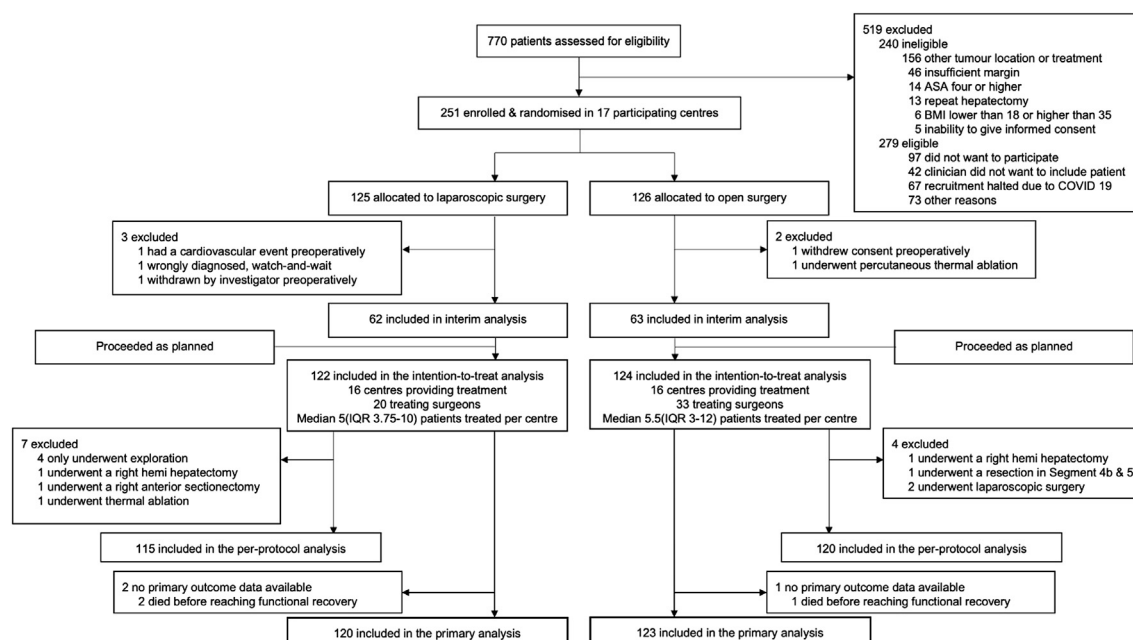 770 patients assessed for eligibility
519 excluded
240 ineligible
156 other tumour location or treatment
46 insufficient margin
14 ASA four or higher
13 repeat hepatectomy
6 BMI lower than 18 or higher than 35
5 inability to give informed consent
279 eligible
97 did not want to participate
42 clinician did not want to include patient
67 recruitment halted due to COVID 19
73 other reasons
251 enrolled & randomised in 17 participating centres
125 allocated to laparoscopic surgery
126 allocated to open surgery
3 excluded
1 had a cardiovascular event preoperatively
1 wrongly diagnosed, watch-and-wait
1 withdrawn by investigator preoperatively
2 excluded
1 withdrew consent preoperatively
1 underwent percutaneous thermal ablation
62 included in interim analysis
63 included in interim analysis
Proceeded as planned
Proceeded as planned
122 included in the intention-to-treat analysis
16 centres providing treatment
20 treating surgeons
Median 5(IQR 3.75-10) patients treated per centre
124 included in the intention-to-treat analysis
16 centres providing treatment
33 treating surgeons
Median 5.5(IQR 3-12) patients treated per centre
7 excluded
4 only underwent exploration
1 underwent a right hemi hepatectomy
1 underwent a right anterior sectionectomy
1 underwent thermal ablation
4 excluded
1 underwent a right hemi hepatectomy
1 underwent a resection in Segment 4b & 5
2 underwent laparoscopic surgery
115 included in the per-protocol analysis
120 included in the per-protocol analysis
2 no primary outcome data available
2 died before reaching functional recovery
1 no primary outcome data available
1 died before reaching functional recovery
120 included in the primary analysis
123 included in the primary analysis